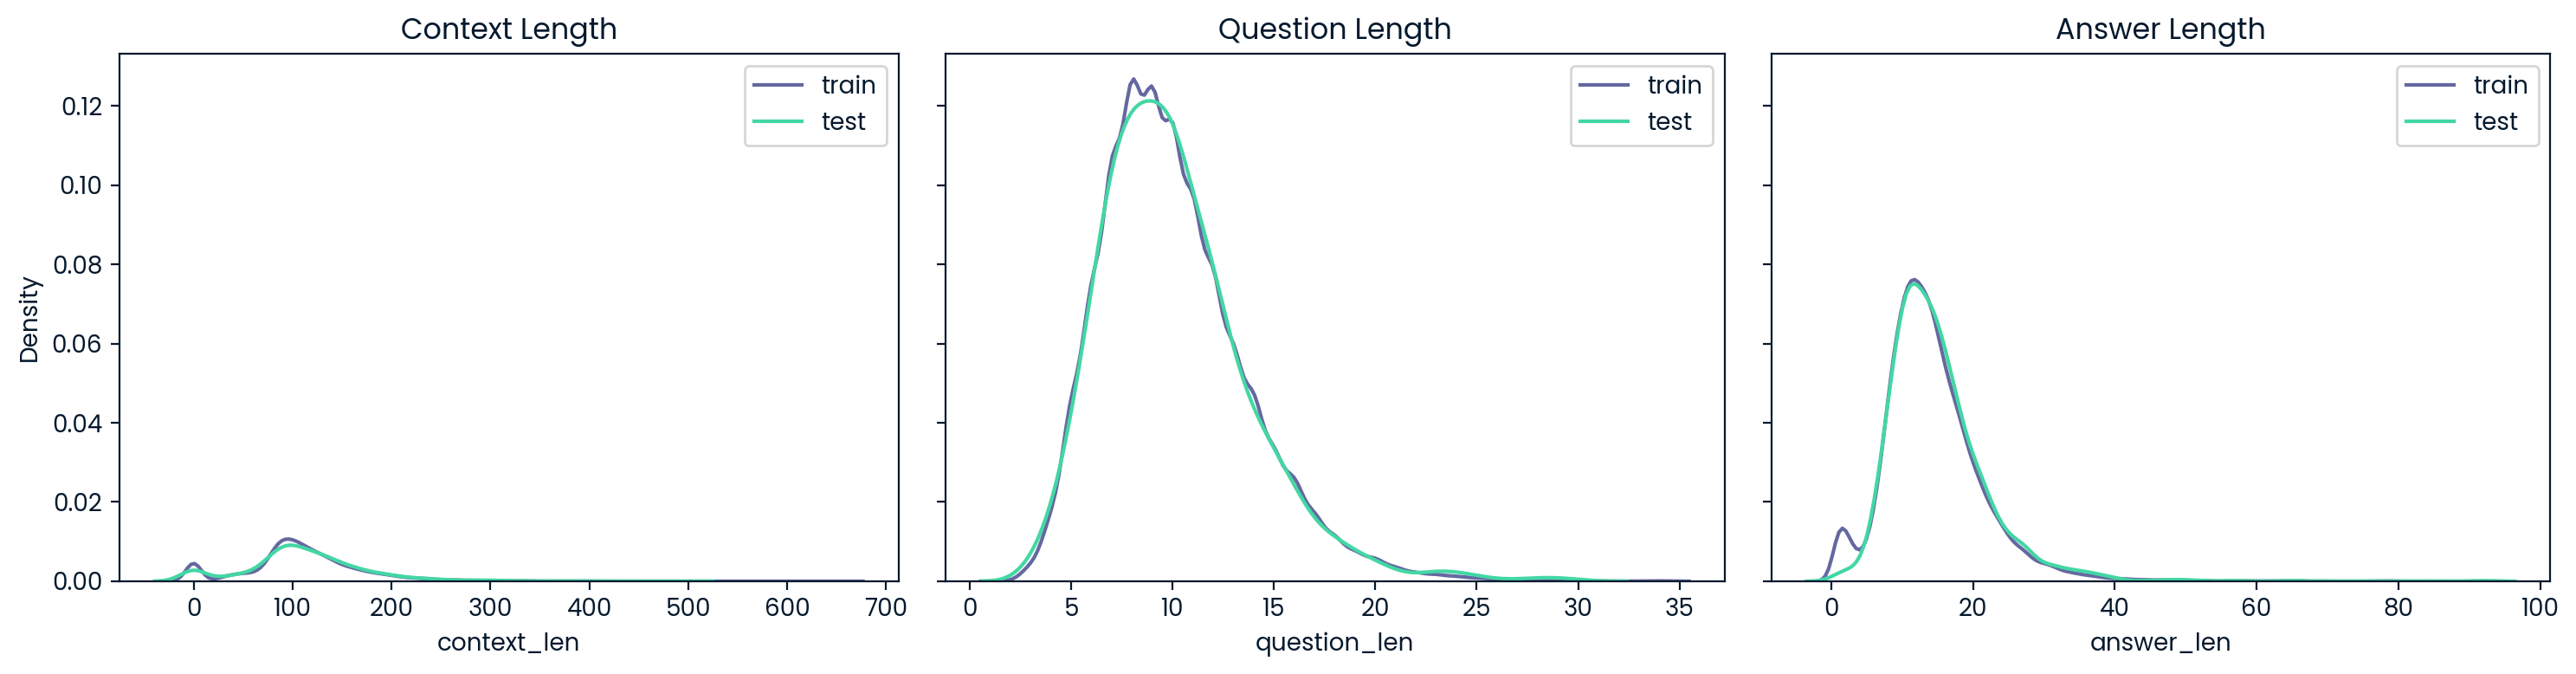 Context Length
Question Length
Answer Length
train
test
train
test
train
test
Density
0.12
0.10
0.08
0.06
0.04
0.02
0.00
0 100 200 300 400 500 600 700
0 5 10 15 20 25 30 35
0 20 40 60 80 100
context_len
question_len
answer_len